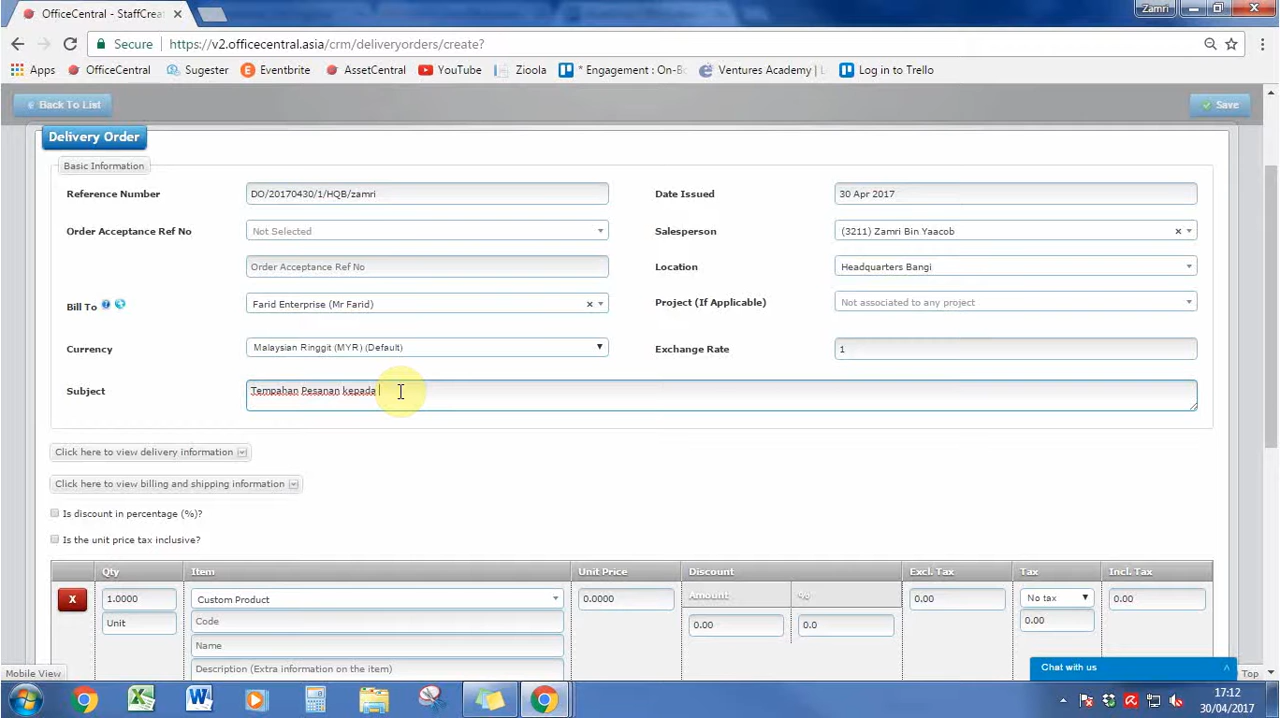 OfficeCentral - StaffCrea
Zamri
Secure
https://v2.officecentral.asia/crm/deliveryorders/create?
Apps
OfficeCentral
Sugester
Eventbrite
AssetCentral
YouTube
Zioola
* Engagement : On-Bo
Ventures Academy | L
Log in to Trello
Back To List
Save
Delivery Order
Basic Information
Reference Number
DO/20170430/1/HQB/zamri
Date Issued
30 Apr 2017
Order Acceptance Ref No
Not Selected
Salesperson
(3211) Zamri Bin Yaacob
Order Acceptance Ref No
Location
Headquarters Bangi
Bill To
Farid Enterprise (Mr Farid)
Project (If Applicable)
Not associated to any project
Currency
Malaysian Ringgit (MYR) (Default)
Exchange Rate
1
Subject
Tempahan Pesanan kepada
Click here to view delivery information
Click here to view billing and shipping information
Is discount in percentage (%)?
Is the unit price tax inclusive?
Qty
Item
Unit Price
Discount
Excl. Tax
Tax
Incl. Tax
X
1.0000
Custom Product
0.0000
Amount
%
0.00
No tax
0.00
Unit
Code
0.00
0.0
0.00
Name
Description (Extra information on the item)
Mobile View
Chat with us
Top
17:12
30/04/2017